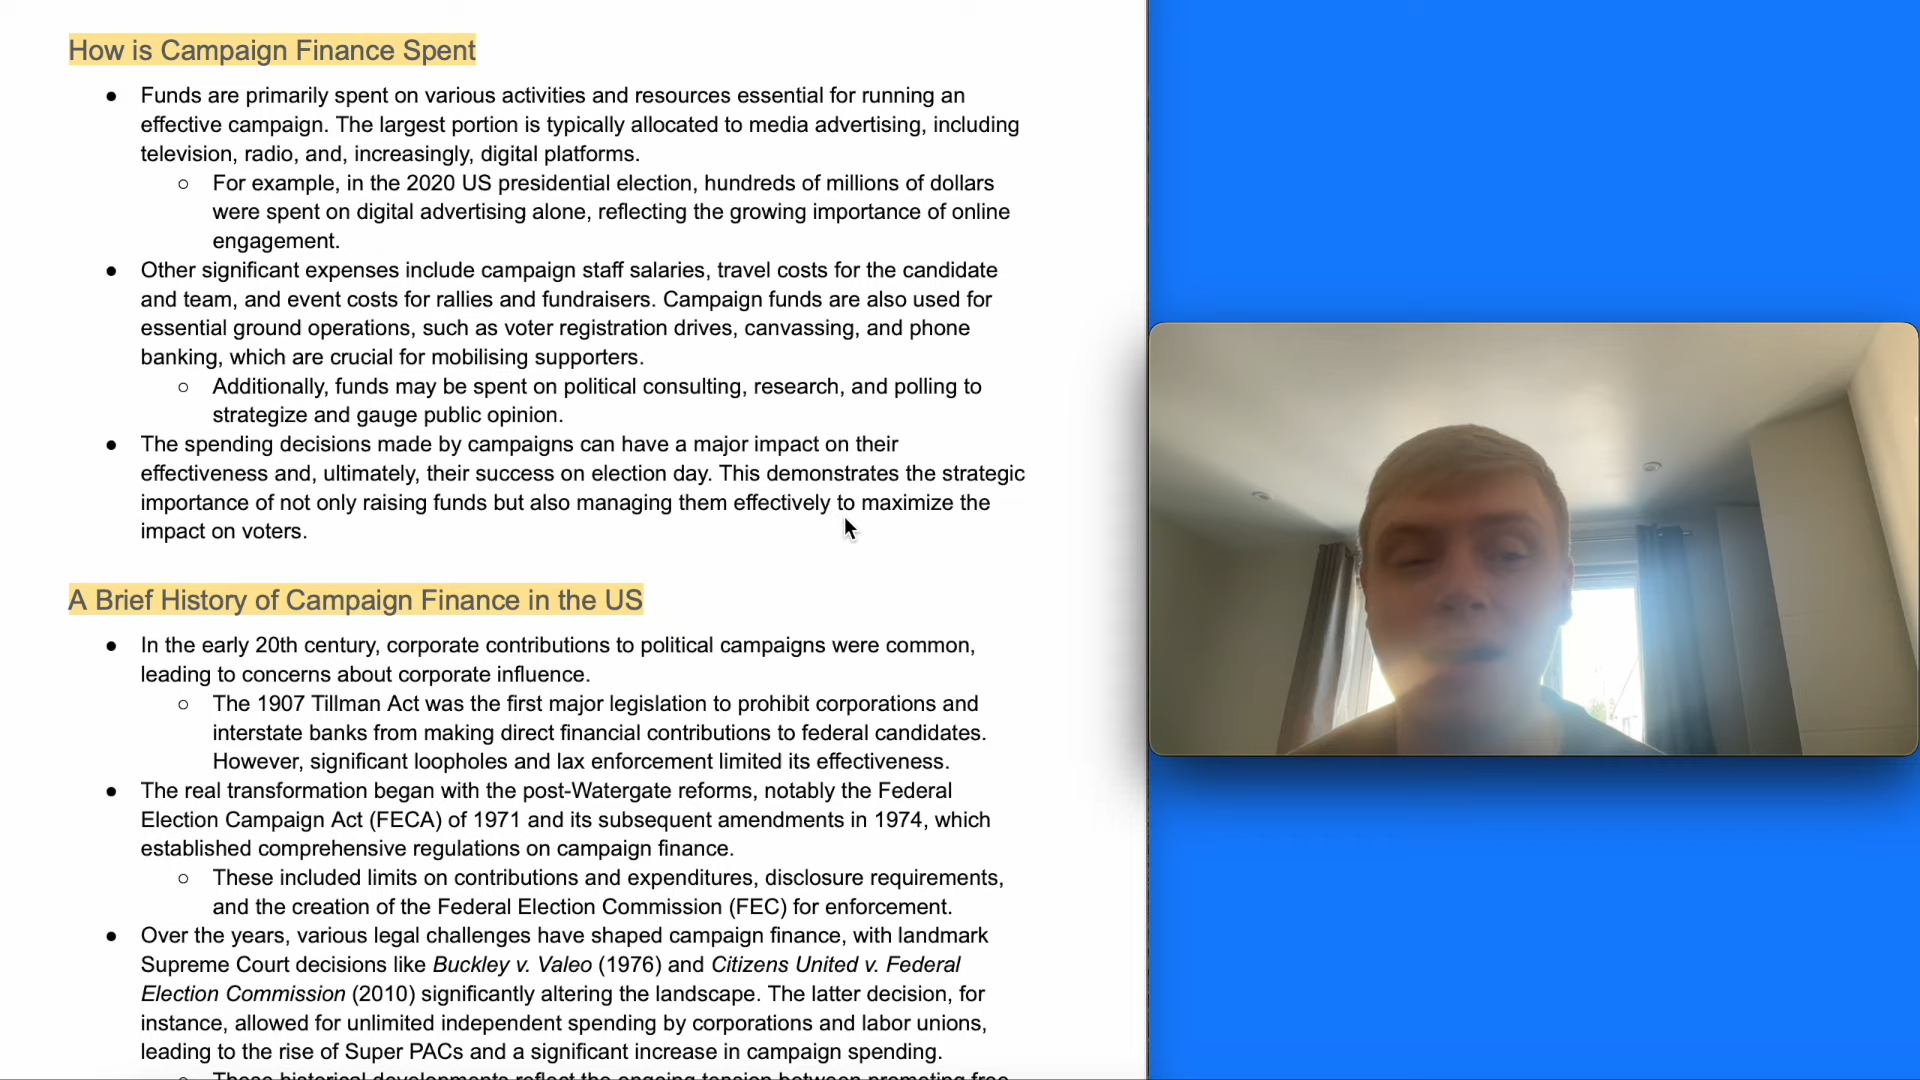 How is Campaign Finance Spent
● Funds are primarily spent on various activities and resources essential for running an
effective campaign. The largest portion is typically allocated to media advertising, including
television, radio, and, increasingly, digital platforms.
○ For example, in the 2020 US presidential election, hundreds of millions of dollars
were spent on digital advertising alone, reflecting the growing importance of online
engagement.
● Other significant expenses include campaign staff salaries, travel costs for the candidate
and team, and event costs for rallies and fundraisers. Campaign funds are also used for
essential ground operations, such as voter registration drives, canvassing, and phone
banking, which are crucial for mobilising supporters.
○ Additionally, funds may be spent on political consulting, research, and polling to
strategize and gauge public opinion.
● The spending decisions made by campaigns can have a major impact on their
effectiveness and, ultimately, their success on election day. This demonstrates the strategic
importance of not only raising funds but also managing them effectively to maximize the
impact on voters.
A Brief History of Campaign Finance in the US
● In the early 20th century, corporate contributions to political campaigns were common,
leading to concerns about corporate influence.
○ The 1907 Tillman Act was the first major legislation to prohibit corporations and
interstate banks from making direct financial contributions to federal candidates.
However, significant loopholes and lax enforcement limited its effectiveness.
● The real transformation began with the post-Watergate reforms, notably the Federal
Election Campaign Act (FECA) of 1971 and its subsequent amendments in 1974, which
established comprehensive regulations on campaign finance.
○ These included limits on contributions and expenditures, disclosure requirements,
and the creation of the Federal Election Commission (FEC) for enforcement.
● Over the years, various legal challenges have shaped campaign finance, with landmark
Supreme Court decisions like Buckley v. Valeo (1976) and Citizens United v. Federal
Election Commission (2010) significantly altering the landscape. The latter decision, for
instance, allowed for unlimited independent spending by corporations and labor unions,
leading to the rise of Super PACs and a significant increase in campaign spending.
○ These historical developments reflect the ongoing tension between promoting free